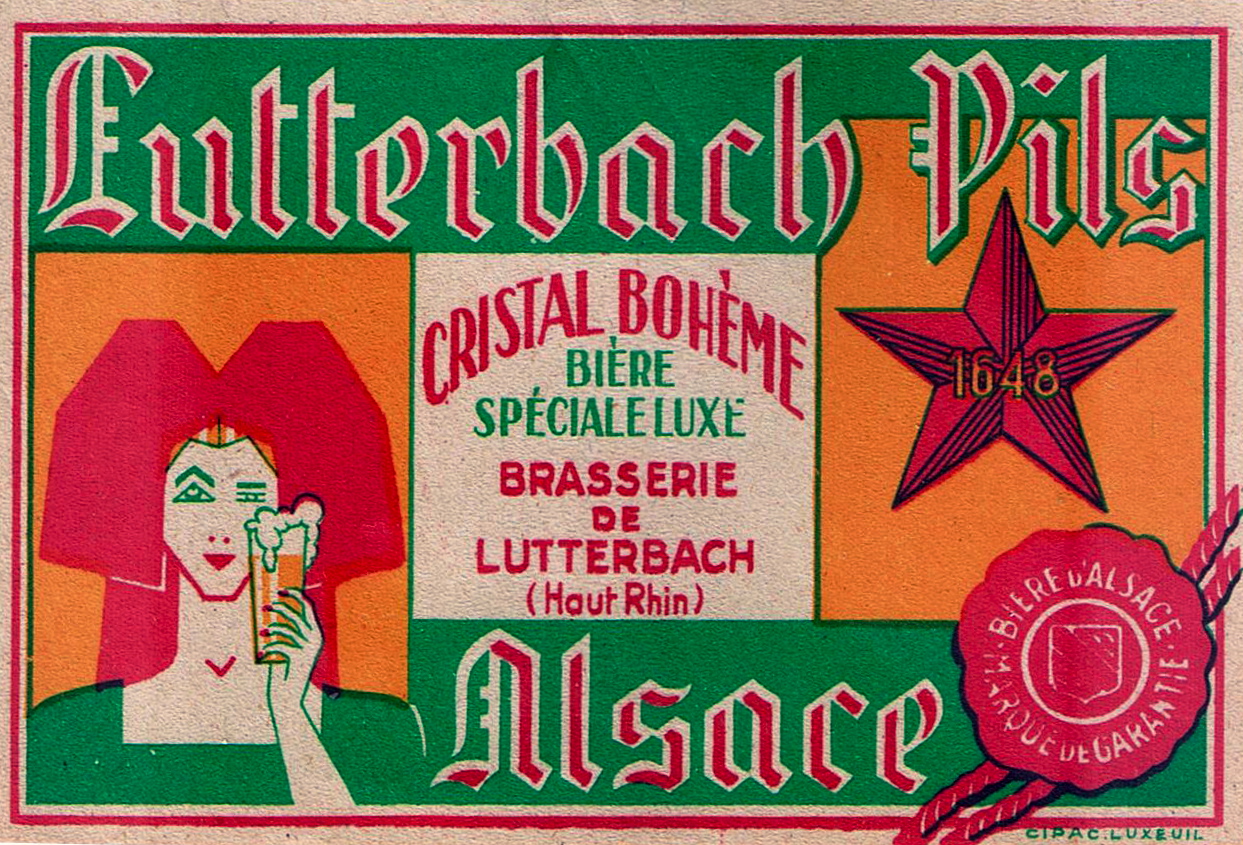 Lutterbach Pils
CRISTAL BOHÈME
BIÈRE
SPÉCIALE LUXE
BRASSERIE
DE
LUTTERBACH
(Haut Rhin)
1648
Alsace
BIÈRE D'ALSACE
MARQUE DE GARANTIE
CIPAC. LUXEUIL